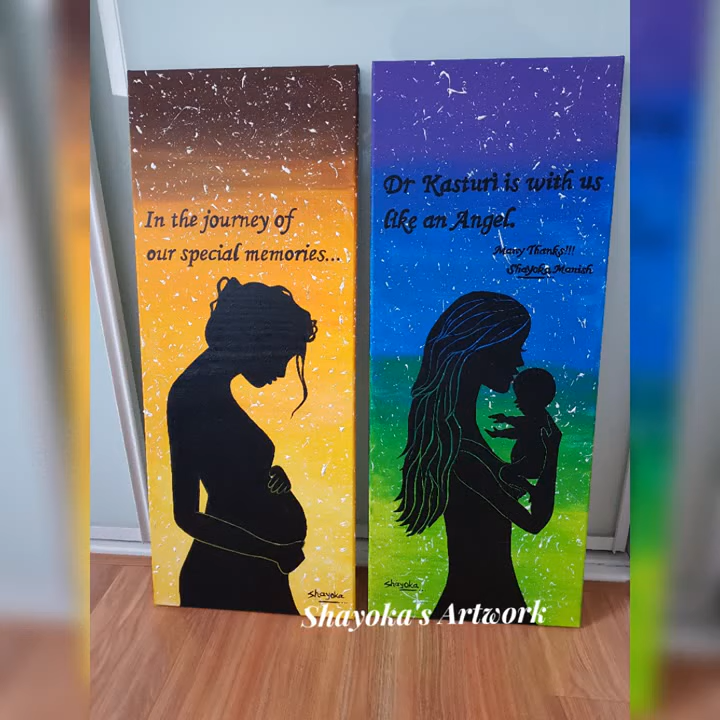 In the journey of
our special memories...
Shayoka
Dr Kasturi is with us
like an Angel.
Many Thanks!!!
Shayoka Manish
Shayoka
Shayoka's Artwork